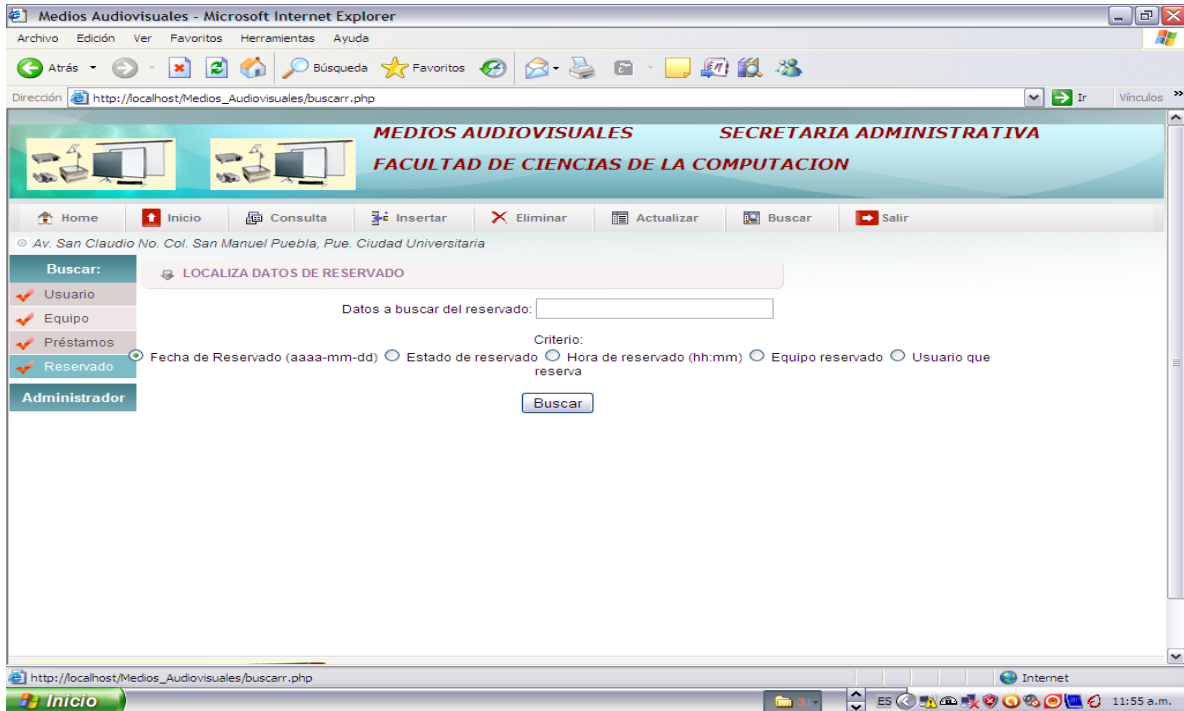 Medios Audiovisuales - Microsoft Internet Explorer
Archivo Edición Ver Favoritos Herramientas Ayuda
Atrás Búsqueda Favoritos
Dirección http://localhost/Medios_Audiovisuales/buscarr.php Ir Vínculos »
MEDIOS AUDIOVISUALES SECRETARIA ADMINISTRATIVA
FACULTAD DE CIENCIAS DE LA COMPUTACION
Home Inicio Consulta Insertar Eliminar Actualizar Buscar Salir
Av. San Claudio No. Col. San Manuel Puebla, Pue. Ciudad Universitaria
Buscar:
Usuario
Equipo
Préstamos
Reservado
Administrador
LOCALIZA DATOS DE RESERVADO
Datos a buscar del reservado:
Criterio:
Fecha de Reservado (aaaa-mm-dd) Estado de reservado Hora de reservado (hh:mm) Equipo reservado Usuario que
reserva
Buscar
http://localhost/Medios_Audiovisuales/buscarr.php Internet
Inicio ES 11:55 a.m.